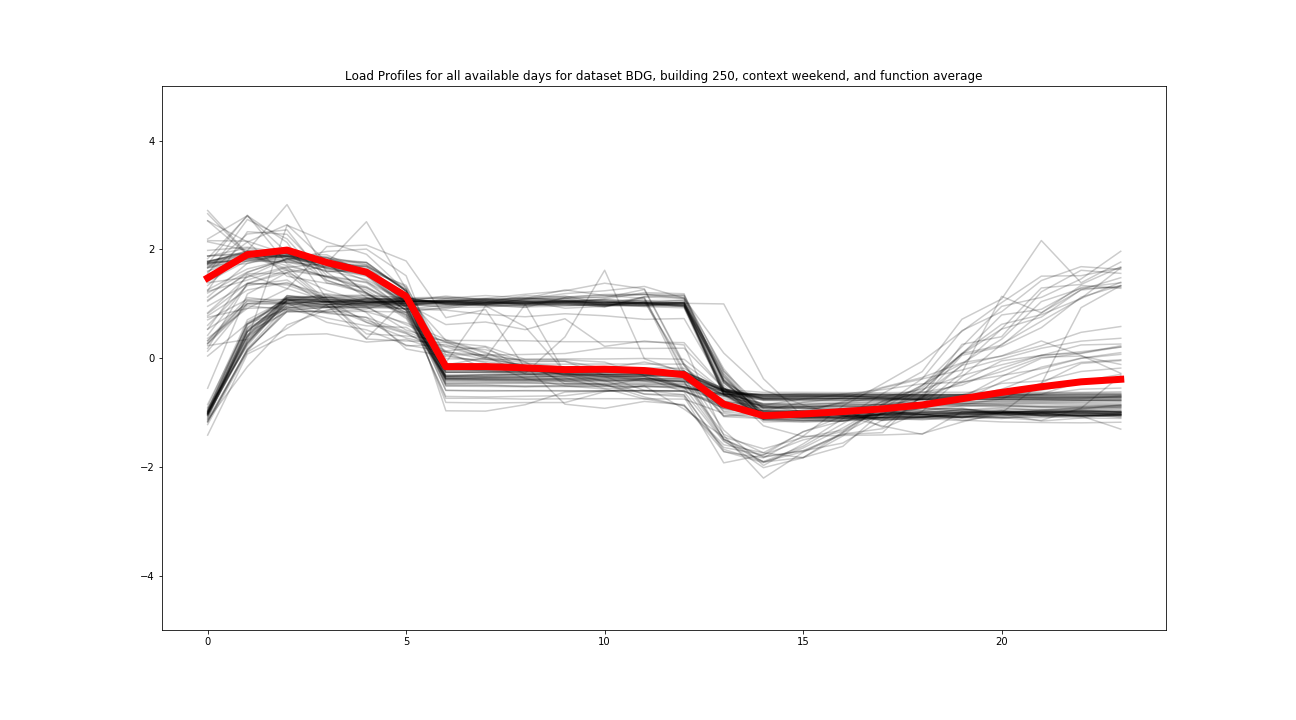 Load Profiles for all available days for dataset BDG, building 250, context weekend, and function average
4
2
0
−2
−4
0 5 10 15 20